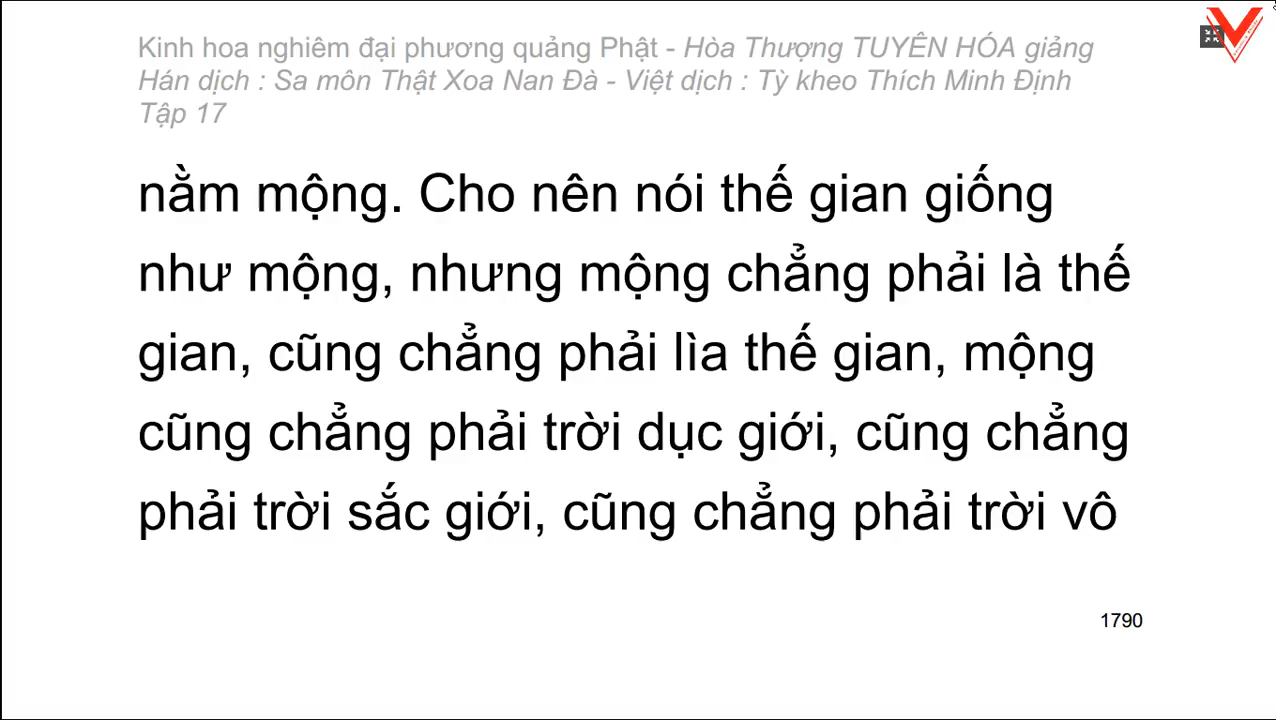 Kinh hoa nghiêm đại phương quảng Phật - Hòa Thượng TUYÊN HÓA giảng
Hán dịch : Sa môn Thật Xoa Nan Đà - Việt dịch : Tỳ kheo Thích Minh Định
Tập 17
nằm mộng. Cho nên nói thế gian giống
như mộng, nhưng mộng chẳng phải là thế
gian, cũng chẳng phải lìa thế gian, mộng
cũng chẳng phải trời dục giới, cũng chẳng
phải trời sắc giới, cũng chẳng phải trời vô
1790